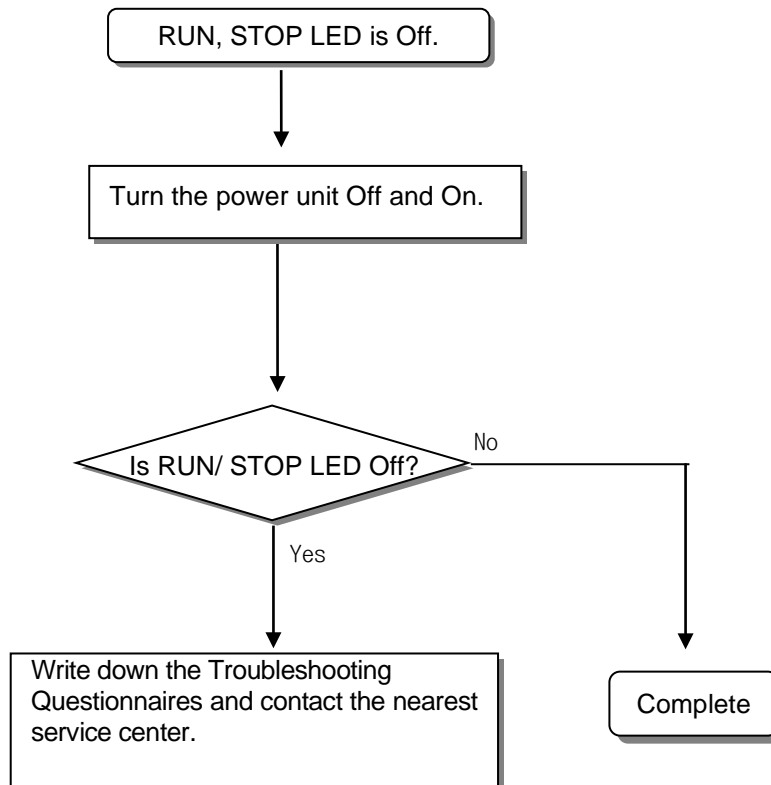 RUN, STOP LED is Off.
Turn the power unit Off and On.
Is RUN/ STOP LED Off?
No
Yes
Write down the Troubleshooting
Questionnaires and contact the nearest
service center.
Complete